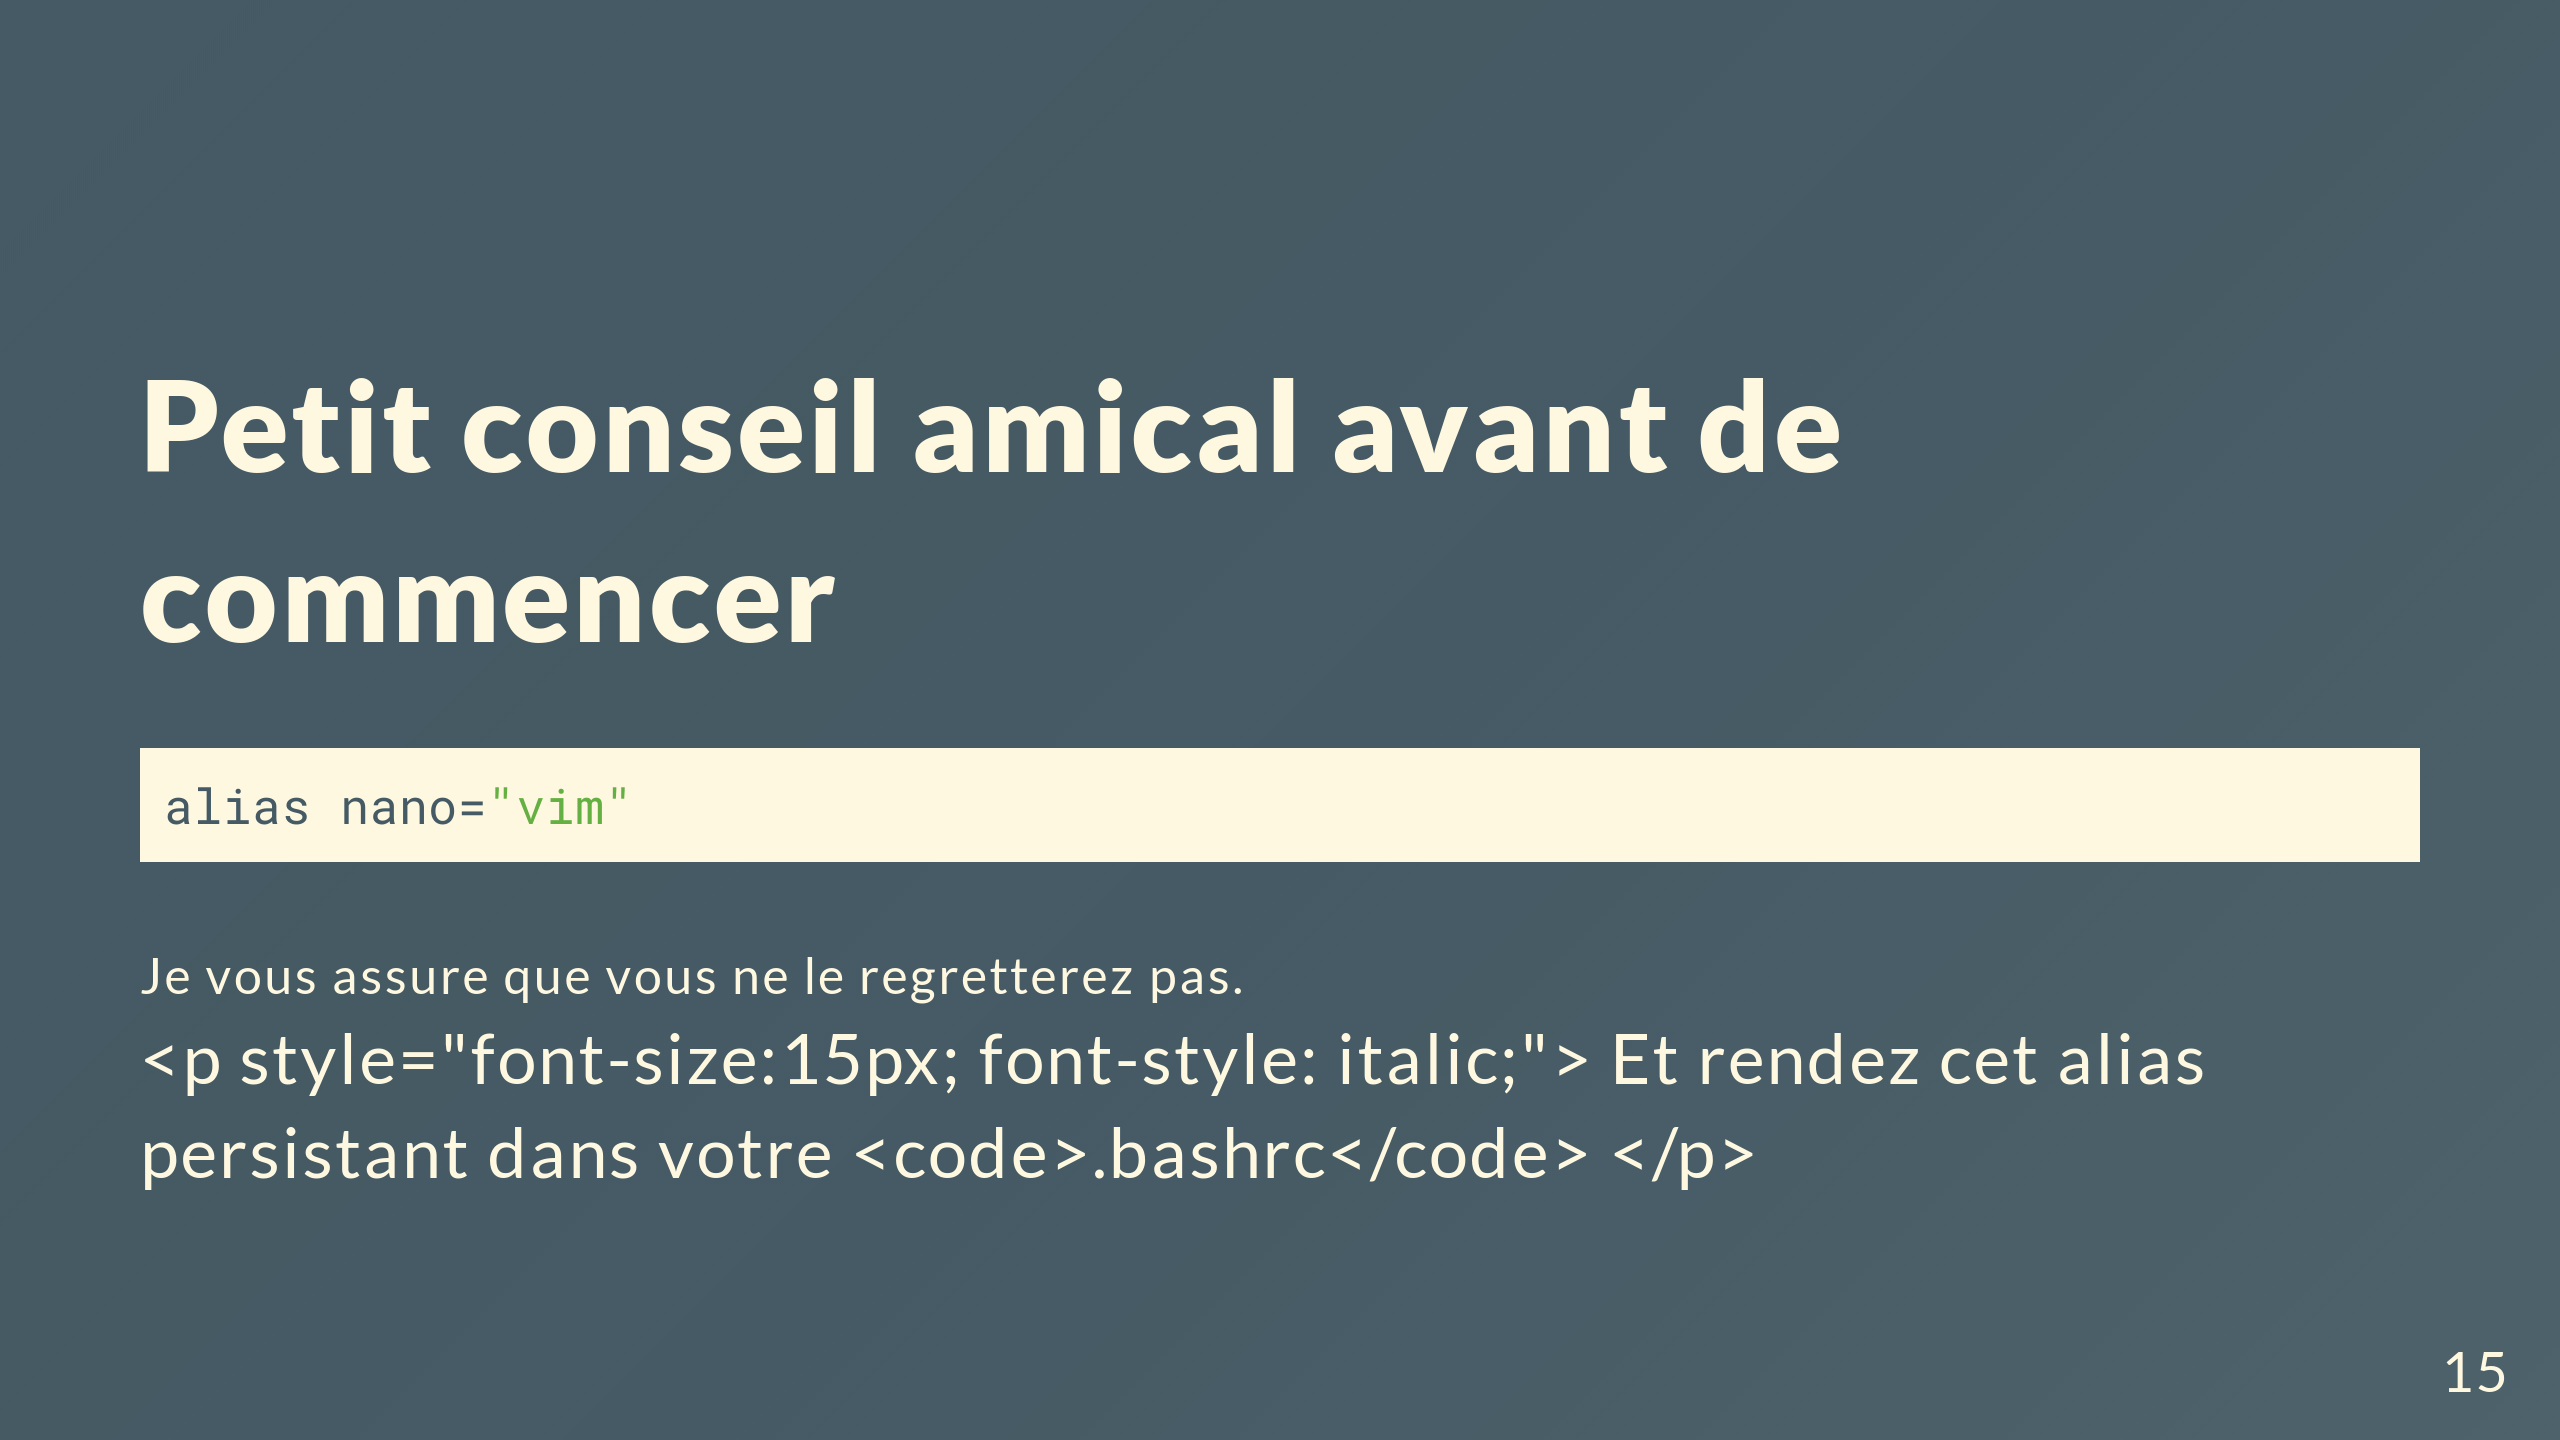 Petit conseil amical avant de
commencer
alias nano="vim"
Je vous assure que vous ne le regretterez pas.
<p style="font-size:15px; font-style: italic;"> Et rendez cet alias
persistant dans votre <code>.bashrc</code> </p>
15